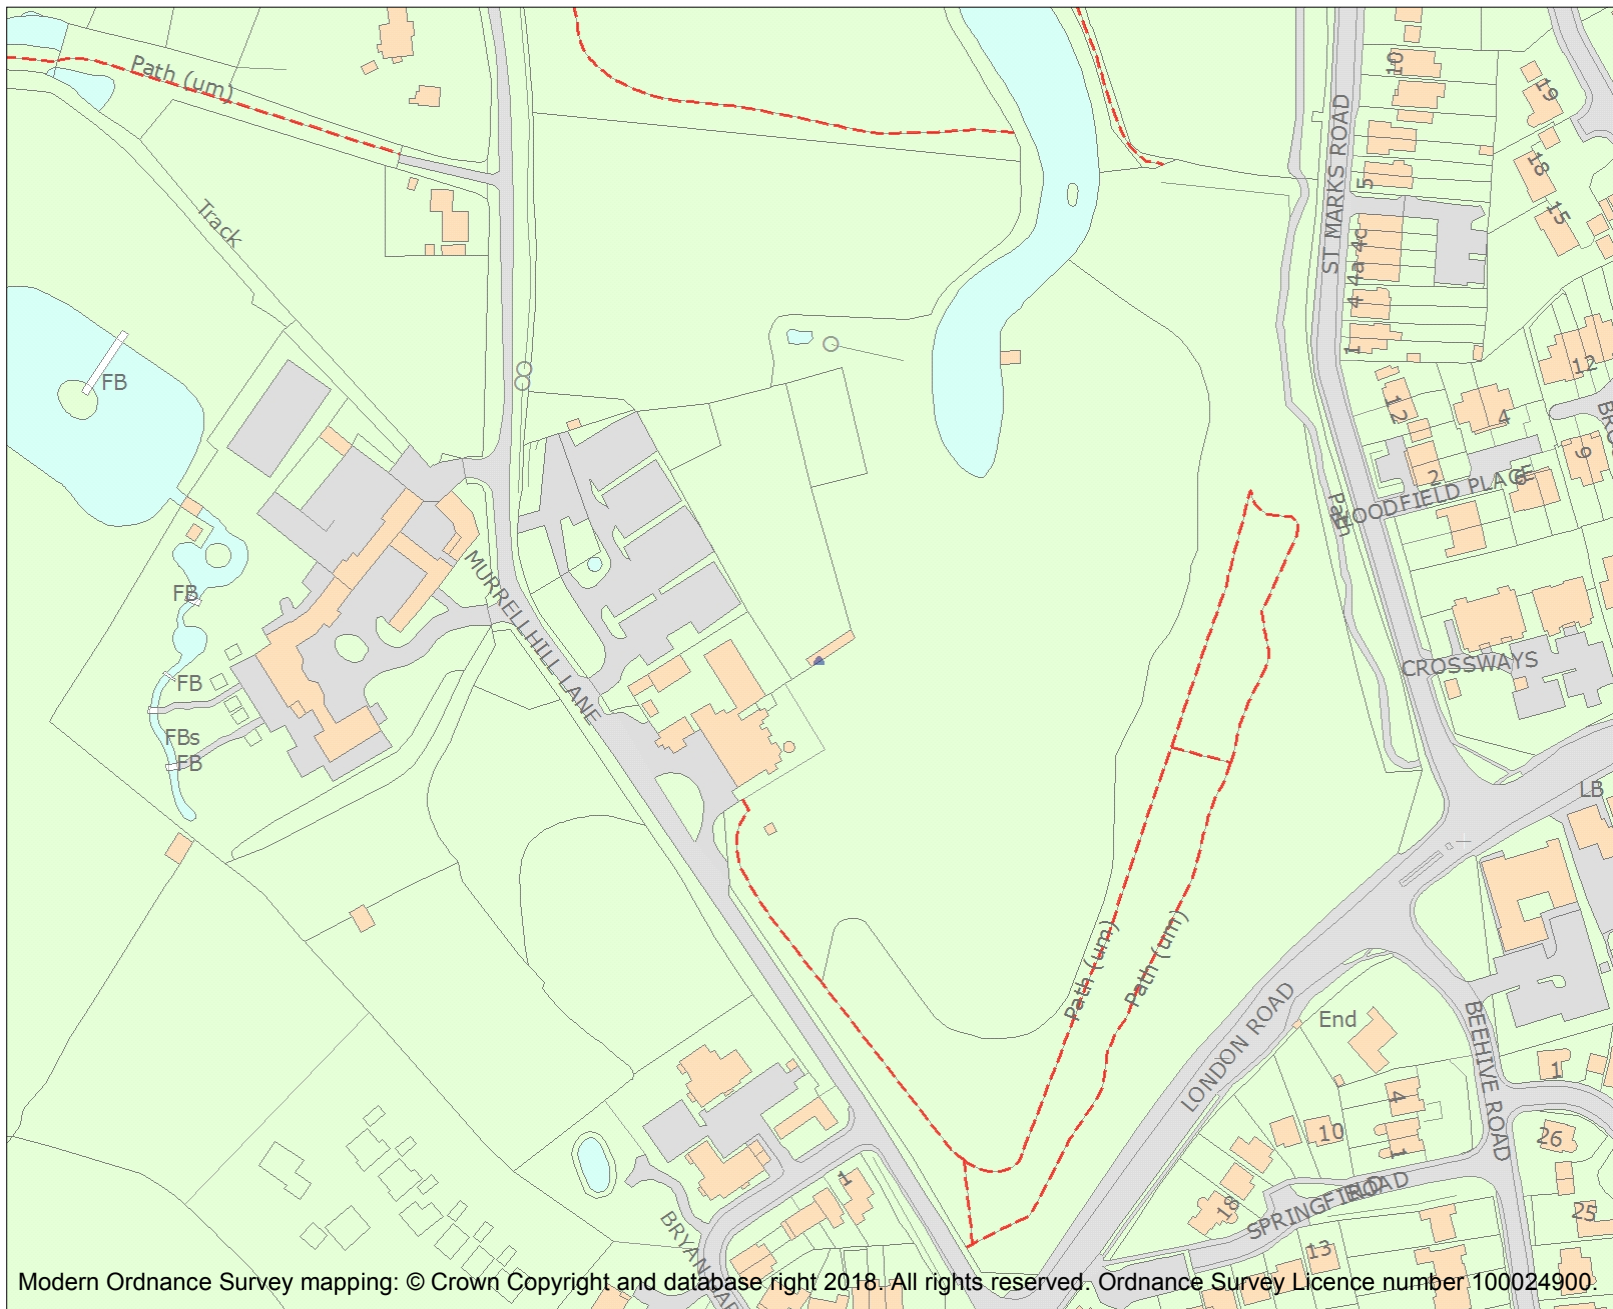 Path (um)
10
19
ST MARKS ROAD
18
5
15
Track
4a-4c
4
1
12
FB
12
4
9
2
6
WOODFIELD PLACE
Path
MURRELLHILL LANE
FB
CROSSWAYS
FB
FBs
FB
LB
Path (um)
Path (um)
LONDON ROAD
End
BEEHIVE ROAD
1
4
10
26
1
1
18
SPRINGFIELD
ROAD
25
13
Modern Ordnance Survey mapping: © Crown Copyright and database right 2018. All rights reserved. Ordnance Survey Licence number 100024900.